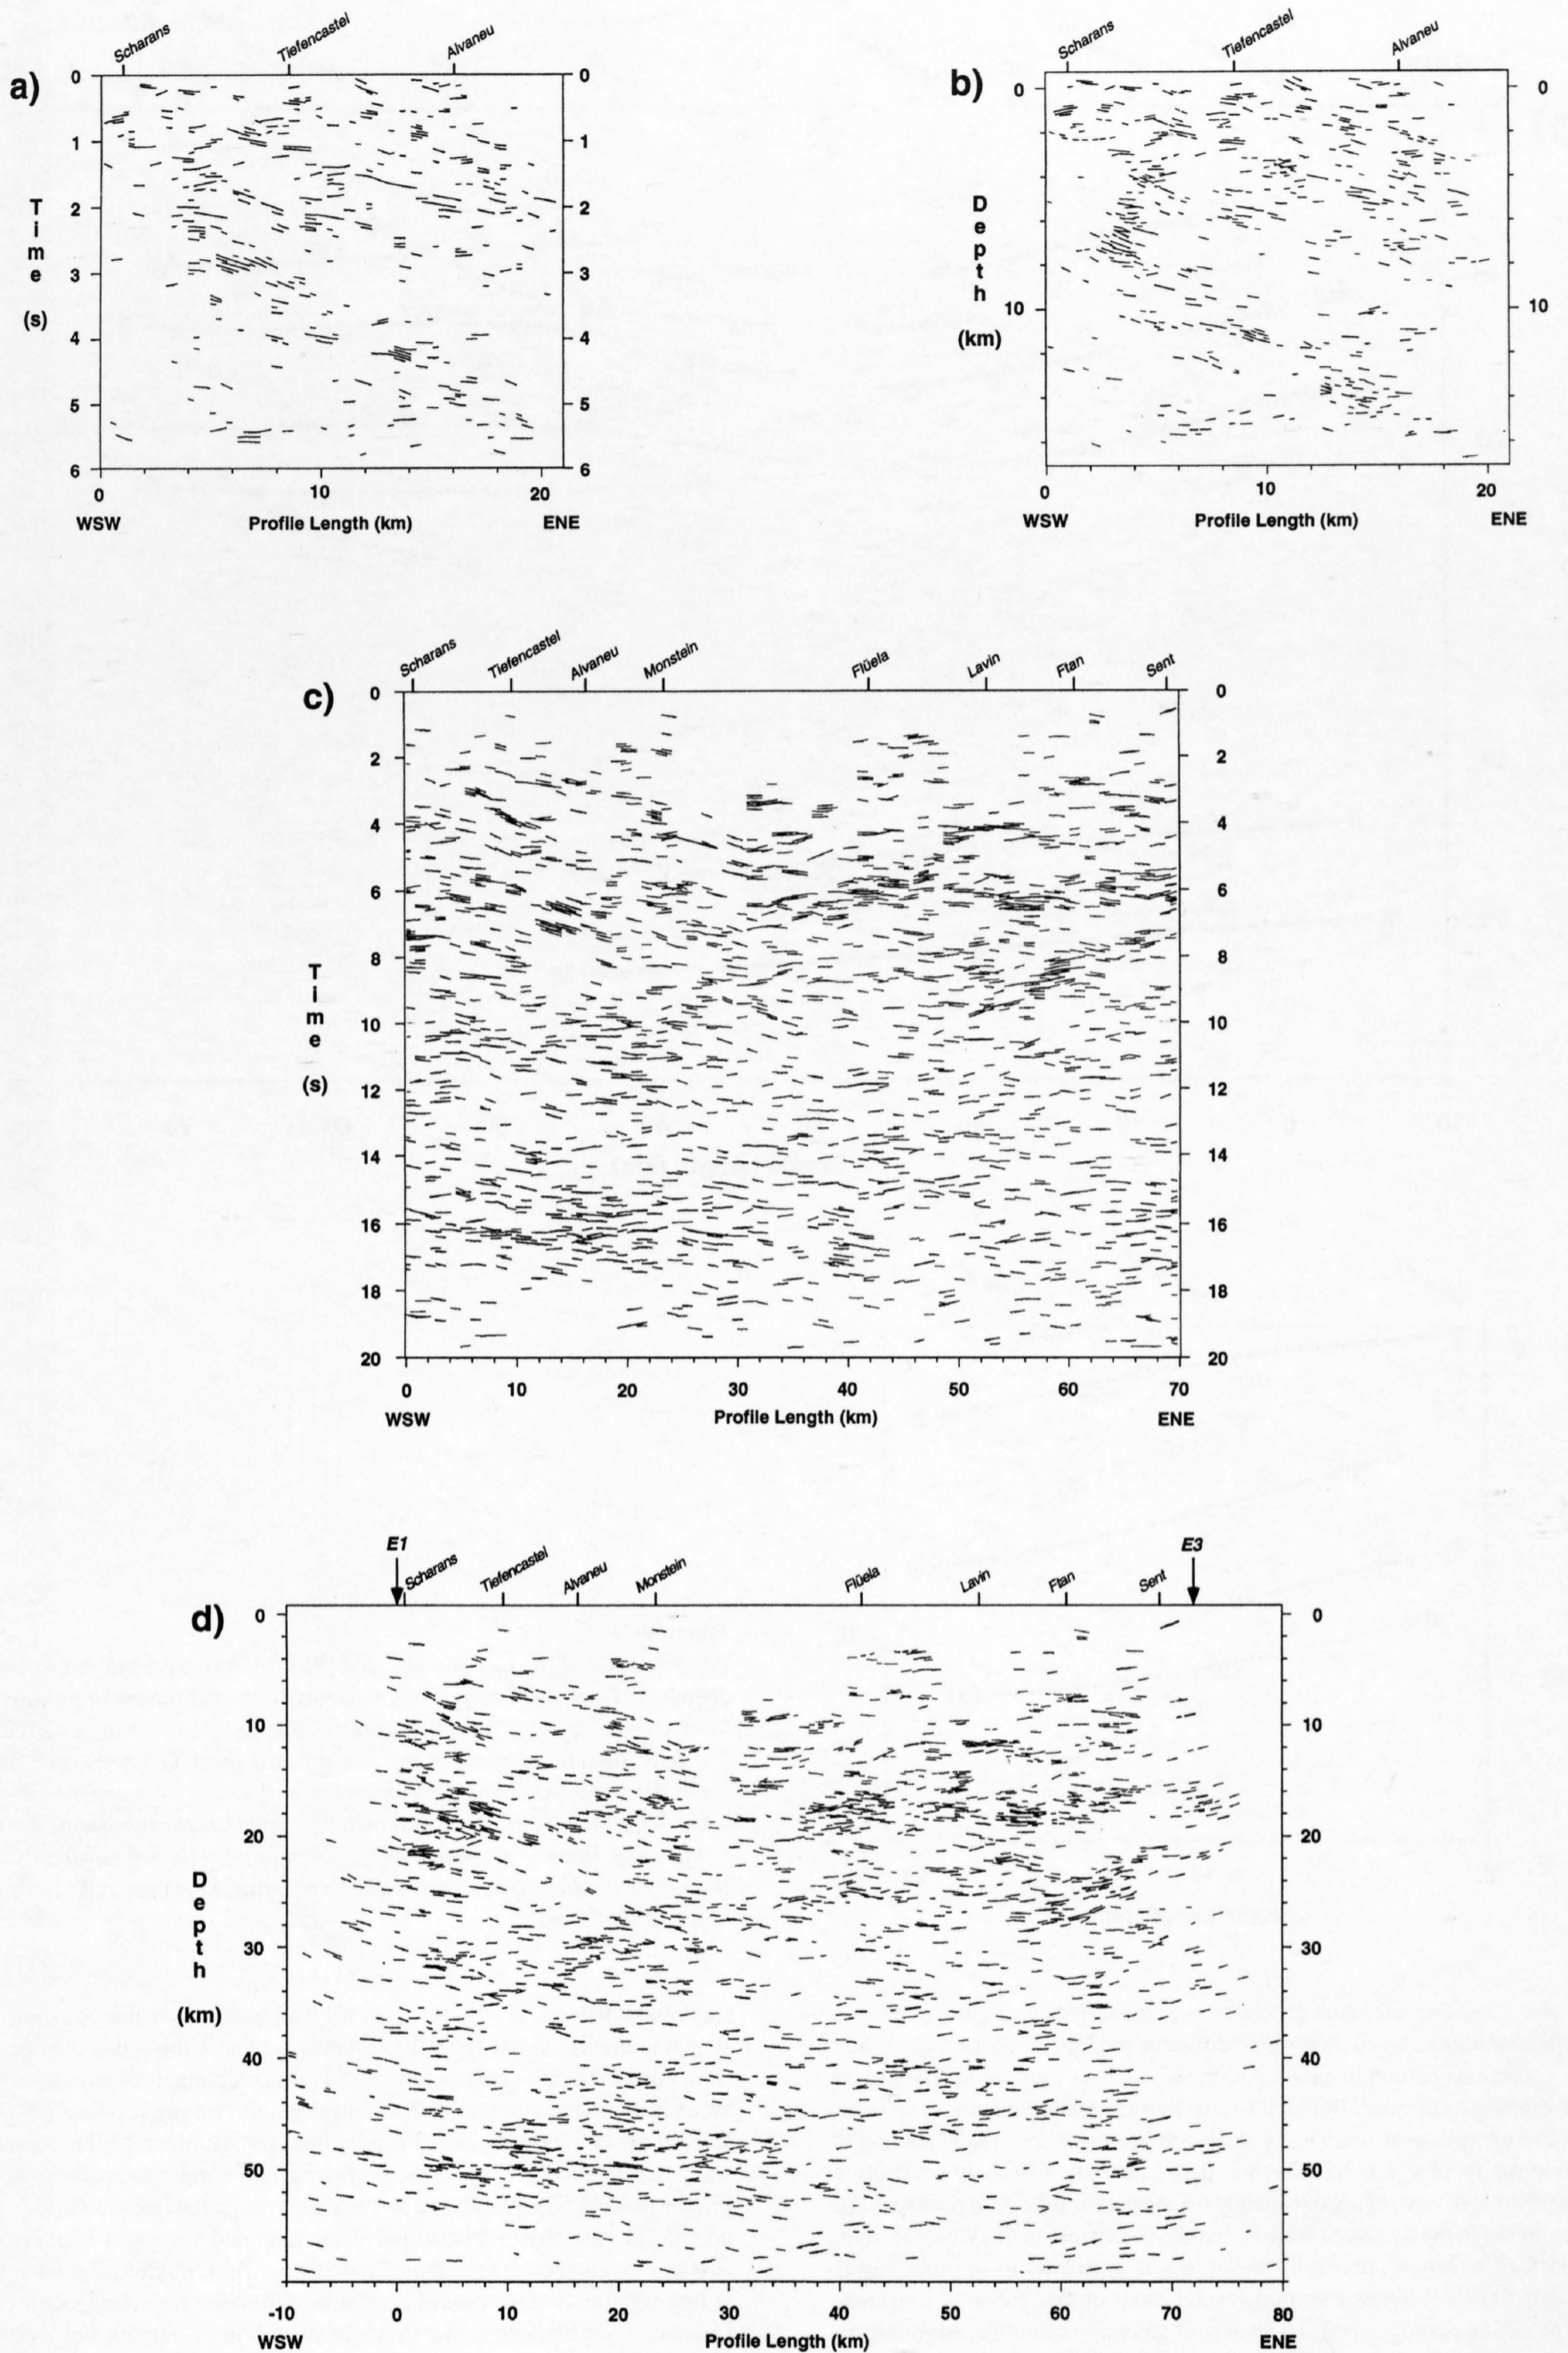 a)
Scharans Tiefencastel Alvaneu
0 0
1 1
2 2
3 3
4 4
5 5
6 6
Time (s)
0 10 20
WSW Profile Length (km) ENE
b)
Scharans Tiefencastel Alvaneu
0 0
10 10
Depth (km)
0 10 20
WSW Profile Length (km) ENE
c)
Scharans Tiefencastel Alvaneu Monstein Flüela Lavin Ftan Sent
0 0
2 2
4 4
6 6
8 8
10 10
12 12
14 14
16 16
18 18
20 20
Time (s)
0 10 20 30 40 50 60 70
WSW Profile Length (km) ENE
d)
E1 E3
Scharans Tiefencastel Alvaneu Monstein Flüela Lavin Ftan Sent
0 0
10 10
20 20
30 30
40 40
50 50
Depth (km)
-10 0 10 20 30 40 50 60 70 80
WSW Profile Length (km) ENE